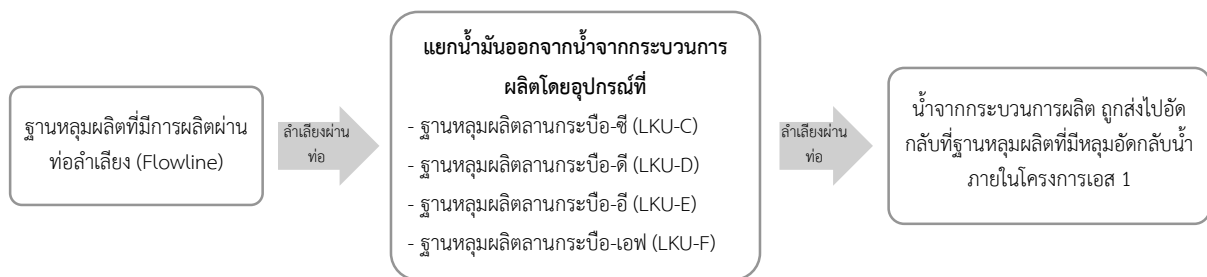 ฐานหลุมผลิตที่มีการผลิตผ่าน
ท่อลำเลียง (Flowline)
ลำเลียงผ่าน
ท่อ
แยกน้ำมันออกจากน้ำจากกระบวนการ
ผลิตโดยอุปกรณ์ที่
- ฐานหลุมผลิตลานกระบือ-ซี (LKU-C)
- ฐานหลุมผลิตลานกระบือ-ดี (LKU-D)
- ฐานหลุมผลิตลานกระบือ-อี (LKU-E)
- ฐานหลุมผลิตลานกระบือ-เอฟ (LKU-F)
ลำเลียงผ่าน
ท่อ
น้ำจากกระบวนการผลิต ถูกส่งไปอัด
กลับที่ฐานหลุมผลิตที่มีหลุมอัดกลับน้ำ
ภายในโครงการเอส 1